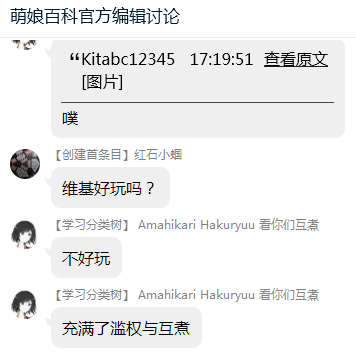 萌娘百科官方编辑讨论
❝Kitabc12345 17:19:51 查看原文
[图片]
噗
【创建首条目】红石小蝈
维基好玩吗？
【学习分类树】Amahikari Hakuryuu 看你们互煮
不好玩
【学习分类树】Amahikari Hakuryuu 看你们互煮
充满了滥权与互煮